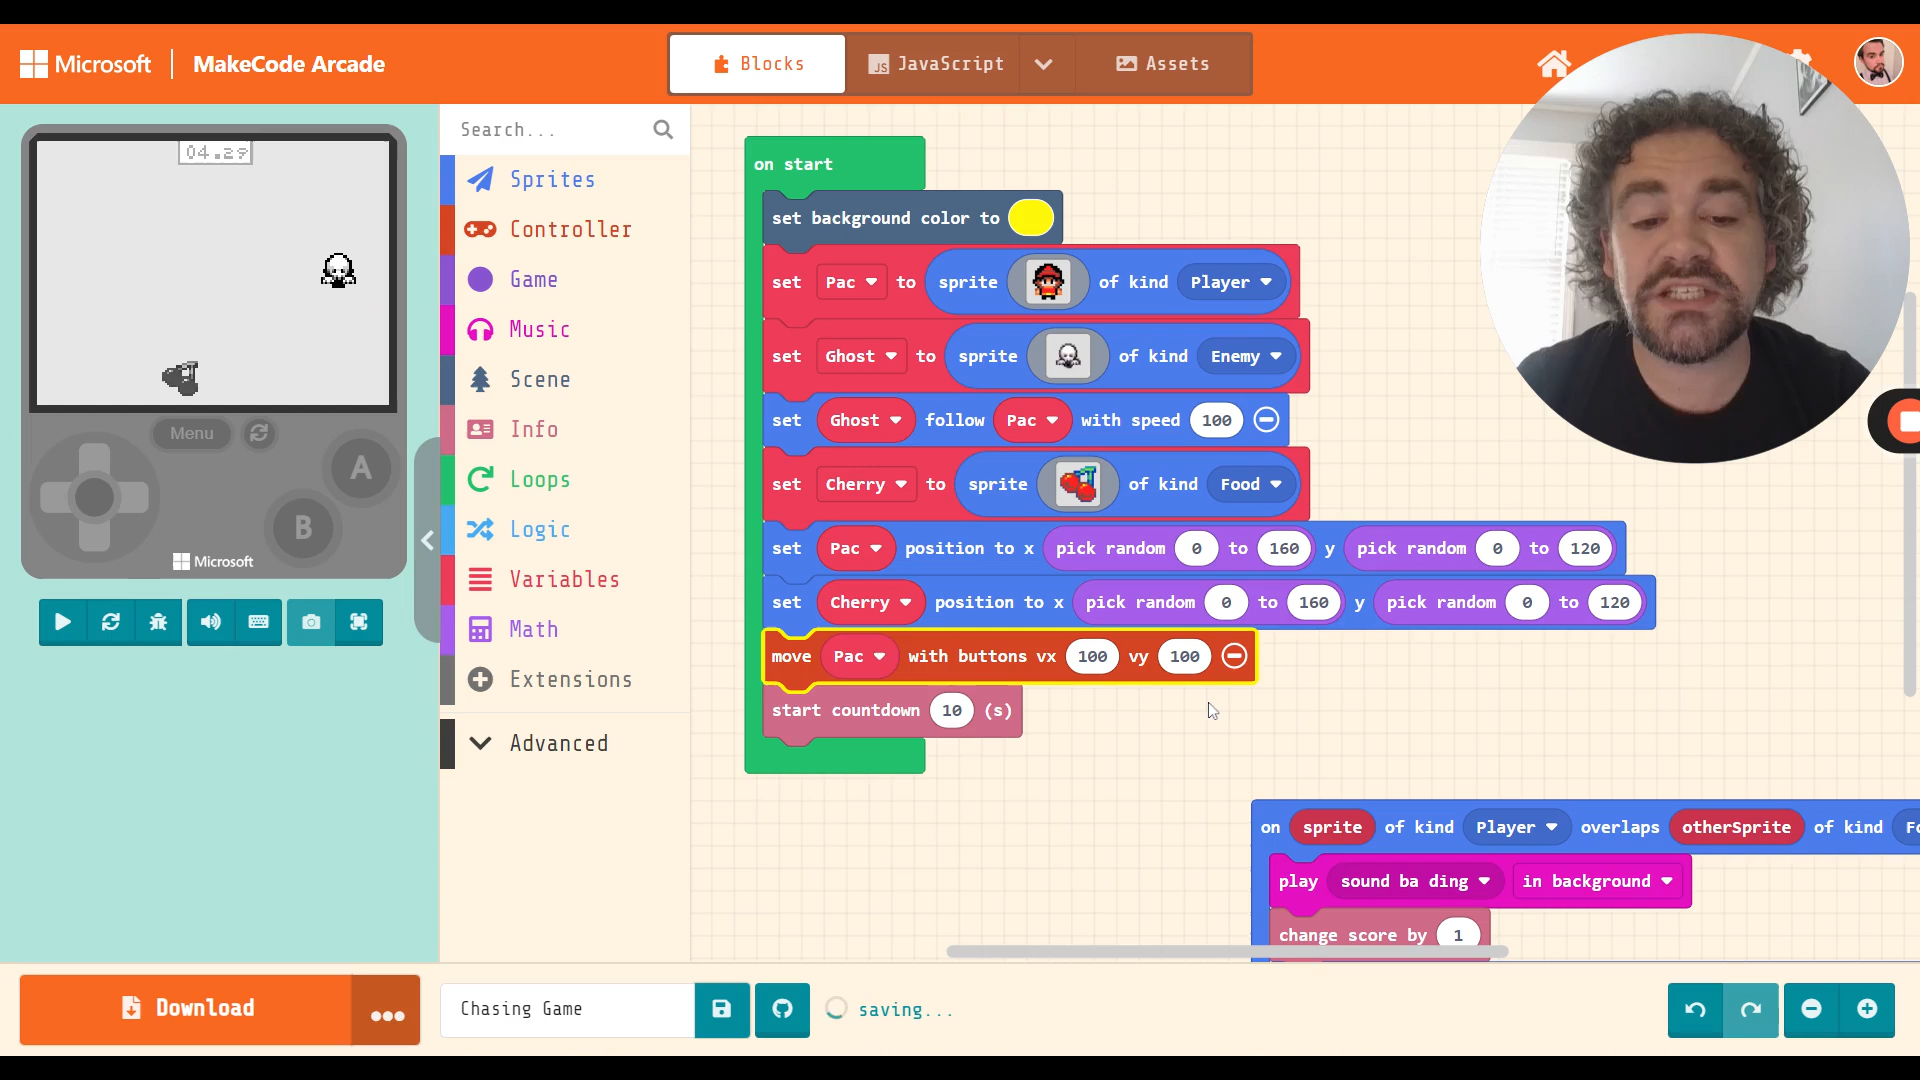 Microsoft | MakeCode Arcade
Blocks
JavaScript
Assets
04.29
Menu
A
B
Microsoft
Search...
Sprites
Controller
Game
Music
Scene
Info
Loops
Logic
Variables
Math
Extensions
Advanced
on start
set background color to
set Pac to sprite of kind Player
set Ghost to sprite of kind Enemy
set Ghost follow Pac with speed 100
set Cherry to sprite of kind Food
set Pac position to x pick random 0 to 160 y pick random 0 to 120
set Cherry position to x pick random 0 to 160 y pick random 0 to 120
move Pac with buttons vx 100 vy 100
start countdown 10 (s)
on sprite of kind Player overlaps otherSprite of kind
play sound ba ding in background
change score by 1
Download
Chasing Game
saving...